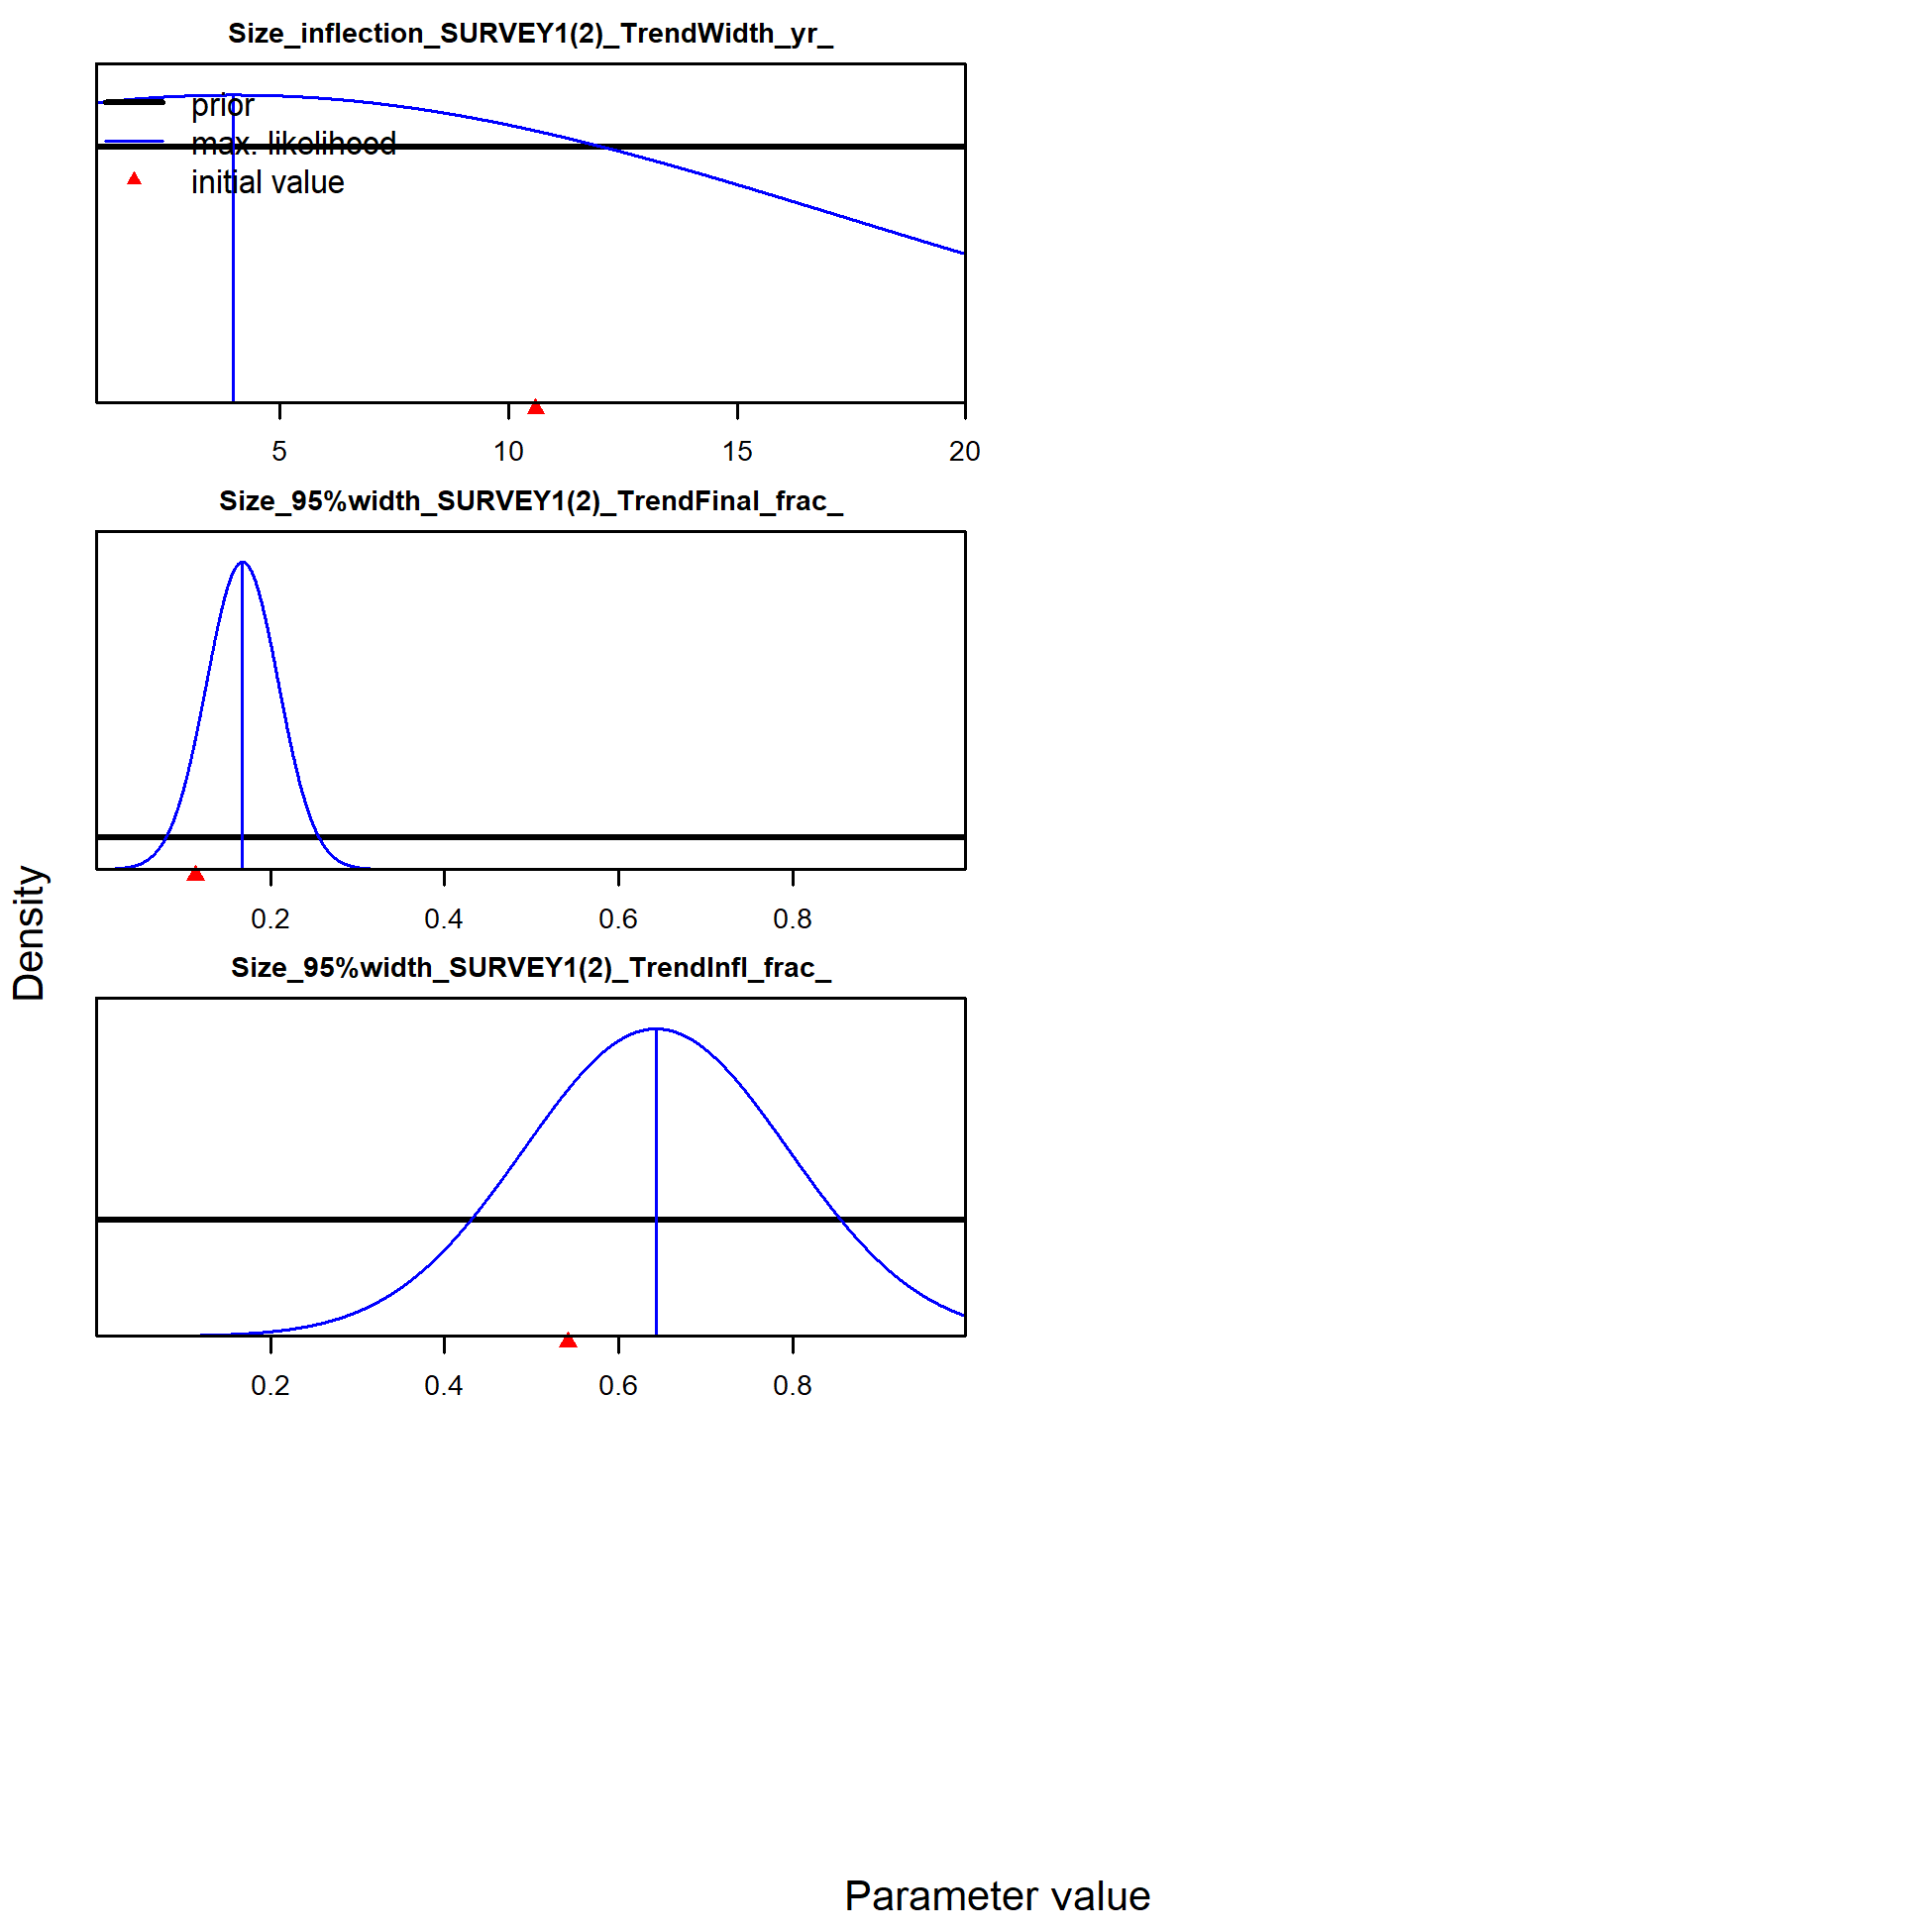 Size_inflection_SURVEY1(2)_TrendWidth_yr_
prior
max. likelihood
initial value
5 10 15 20
Size_95%width_SURVEY1(2)_TrendFinal_frac_
0.2 0.4 0.6 0.8
Size_95%width_SURVEY1(2)_TrendInfl_frac_
0.2 0.4 0.6 0.8
Density
Parameter value